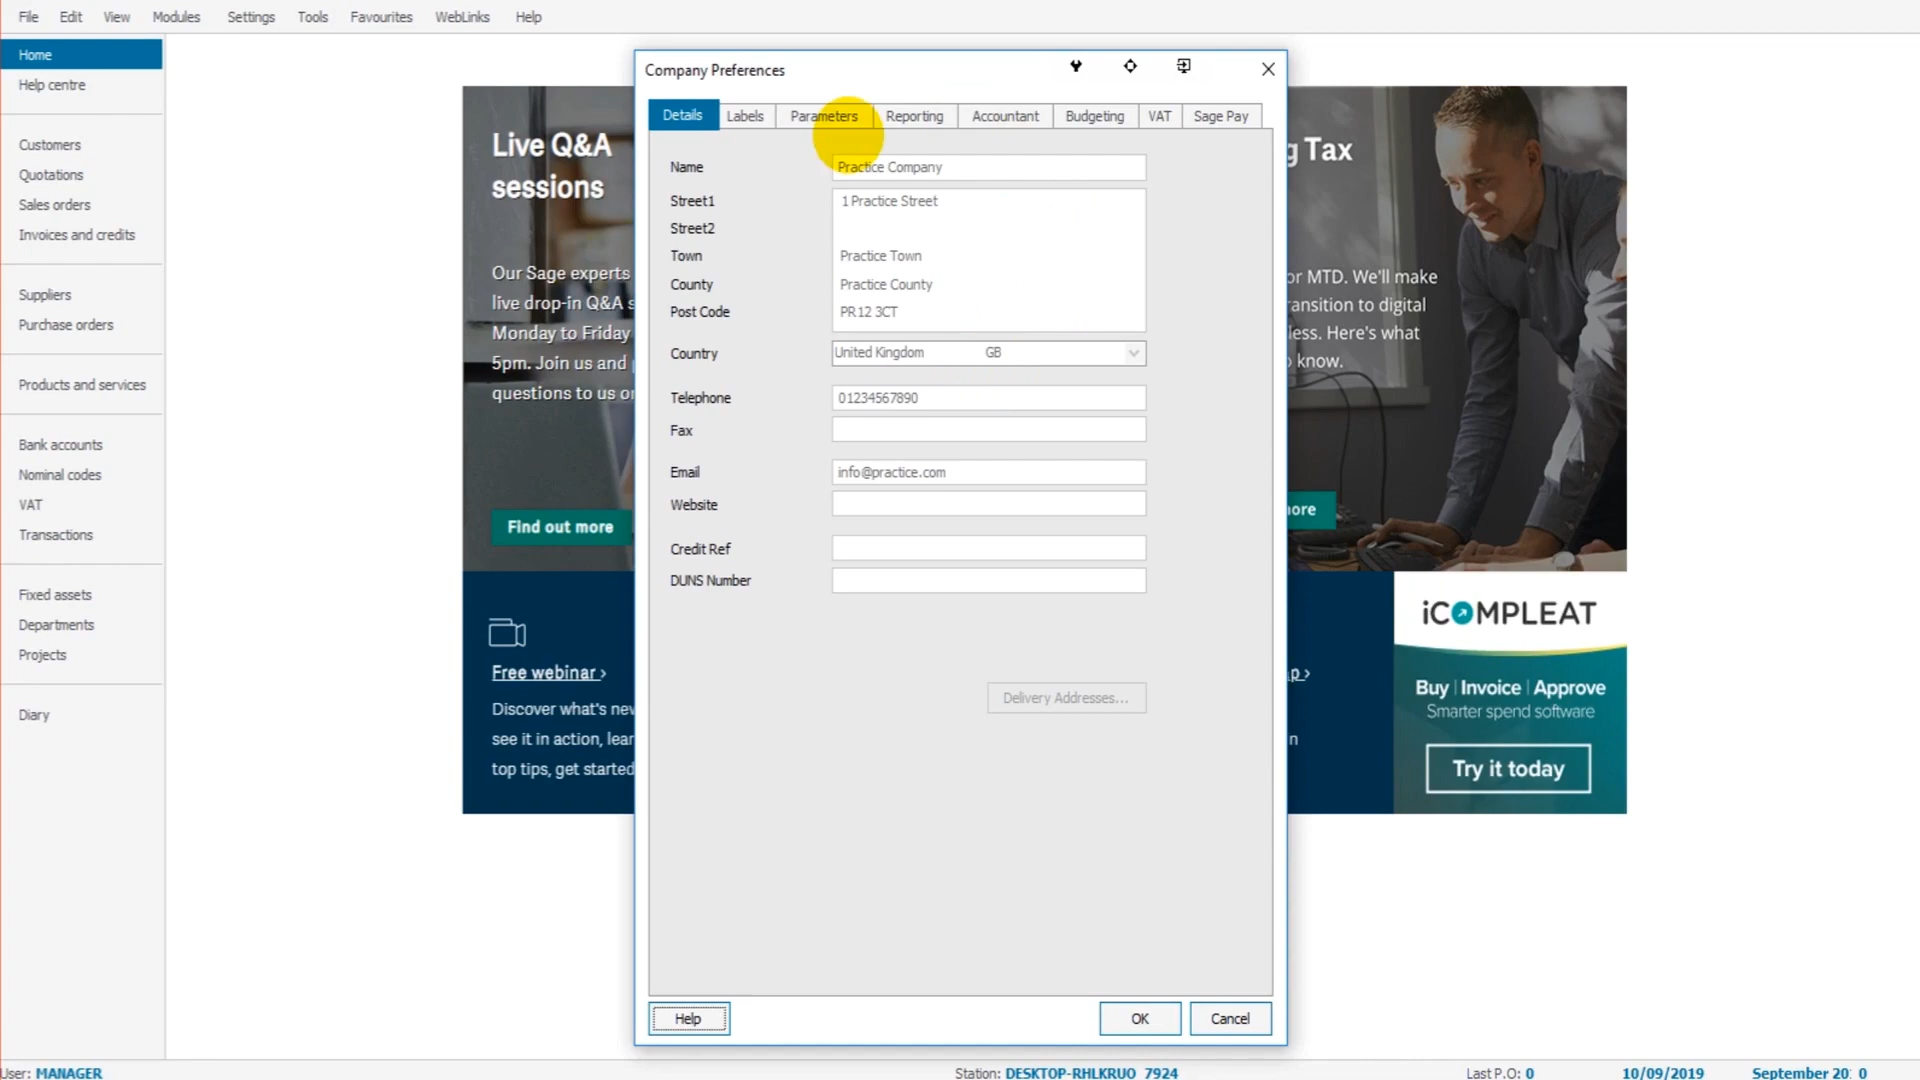 File Edit View Modules Settings Tools Favourites WebLinks Help
Home
Help centre
Customers
Quotations
Sales orders
Invoices and credits
Suppliers
Purchase orders
Products and services
Bank accounts
Nominal codes
VAT
Transactions
Fixed assets
Departments
Projects
Diary
Live Q&A
sessions
Our Sage experts
live drop-in Q&A s
Monday to Friday
5pm. Join us and
questions to us or
Find out more
Free webinar >
Discover what's new
see it in action, lear
top tips, get started
Company Preferences
Details Labels Parameters Reporting Accountant Budgeting VAT Sage Pay
Name Practice Company
Street1 1 Practice Street
Street2
Town Practice Town
County Practice County
Post Code PR12 3CT
Country United Kingdom GB
Telephone 01234567890
Fax
Email info@practice.com
Website
Credit Ref
DUNS Number
Delivery Addresses...
Help OK Cancel
g Tax
or MTD. We'll make
ransition to digital
less. Here's what
know.
ore
p >
n
iCOMPLEAT
Buy | Invoice | Approve
Smarter spend software
Try it today
User: MANAGER Station: DESKTOP-RHLKRUO 7924 Last P.O: 0 10/09/2019 September 20 0